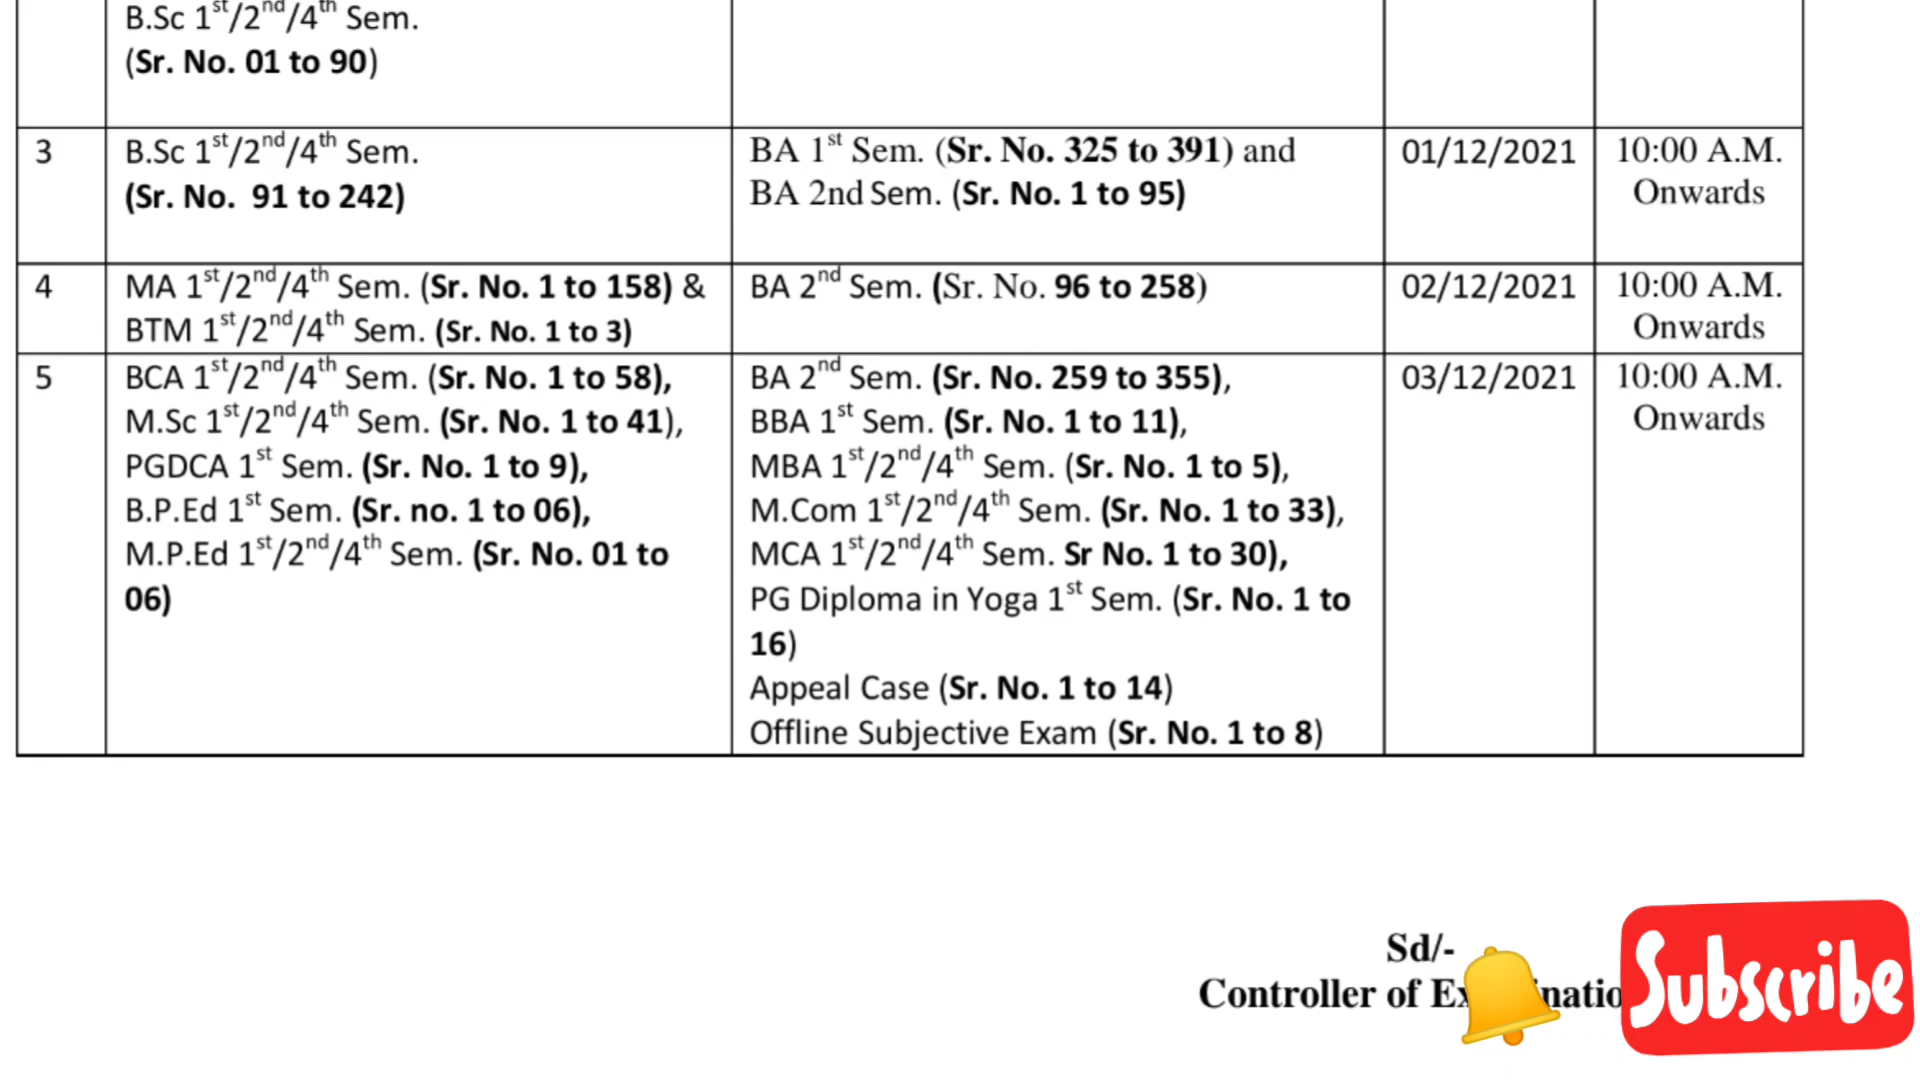 B.Sc 1st/2nd/4th Sem.
(Sr. No. 01 to 90)
3
B.Sc 1st/2nd/4th Sem.
(Sr. No. 91 to 242)
BA 1st Sem. (Sr. No. 325 to 391) and
BA 2nd Sem. (Sr. No. 1 to 95)
01/12/2021
10:00 A.M.
Onwards
4
MA 1st/2nd/4th Sem. (Sr. No. 1 to 158) &
BTM 1st/2nd/4th Sem. (Sr. No. 1 to 3)
BA 2nd Sem. (Sr. No. 96 to 258)
02/12/2021
10:00 A.M.
Onwards
5
BCA 1st/2nd/4th Sem. (Sr. No. 1 to 58),
M.Sc 1st/2nd/4th Sem. (Sr. No. 1 to 41),
PGDCA 1st Sem. (Sr. No. 1 to 9),
B.P.Ed 1st Sem. (Sr. no. 1 to 06),
M.P.Ed 1st/2nd/4th Sem. (Sr. No. 01 to
06)
BA 2nd Sem. (Sr. No. 259 to 355),
BBA 1st Sem. (Sr. No. 1 to 11),
MBA 1st/2nd/4th Sem. (Sr. No. 1 to 5),
M.Com 1st/2nd/4th Sem. (Sr. No. 1 to 33),
MCA 1st/2nd/4th Sem. Sr No. 1 to 30),
PG Diploma in Yoga 1st Sem. (Sr. No. 1 to
16)
Appeal Case (Sr. No. 1 to 14)
Offline Subjective Exam (Sr. No. 1 to 8)
03/12/2021
10:00 A.M.
Onwards
Sd/-
Controller of
Subscribe